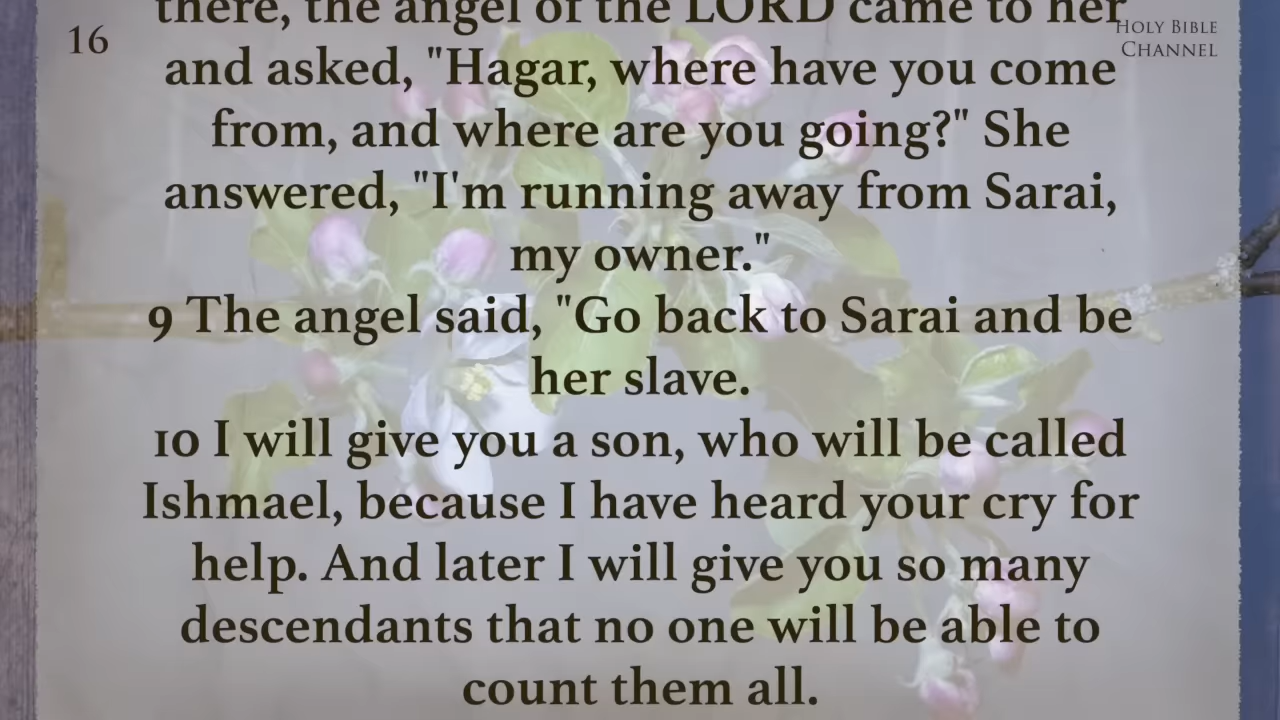 there, the angel of the LORD came to her
16
HOLY BIBLE
CHANNEL
and asked, "Hagar, where have you come
from, and where are you going?" She
answered, "I'm running away from Sarai,
my owner."
9 The angel said, "Go back to Sarai and be
her slave.
10 I will give you a son, who will be called
Ishmael, because I have heard your cry for
help. And later I will give you so many
descendants that no one will be able to
count them all.